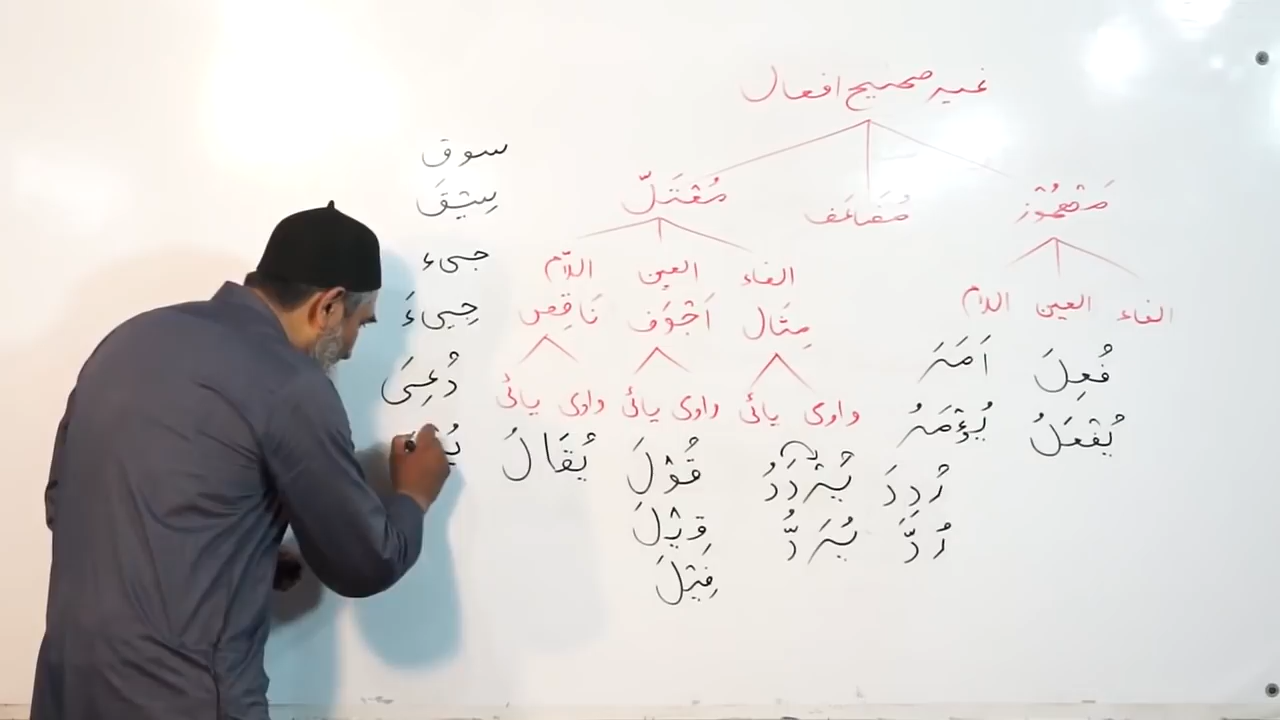 غیر صحیح افعال
مَهْمُوْز مُضَاعَف مُعْتَلّ
الفاء العین اللام
الفاء العین اللام
مِثَال اَجْوَف نَاقِص
واوی یائی واوی یائی واوی یائی
فُعِلَ
یُفْعَلُ
اُمِرَ
یُؤْمَرُ
رُدِدَ
رُدَّ
یُرْدَدُ
یُرَدُّ
قُوِلَ
قِوْلَ
قِیْلَ
یُقَالُ
سوق
سِیْقَ
جیء
جِیْءَ
دُعِیَ
یُ